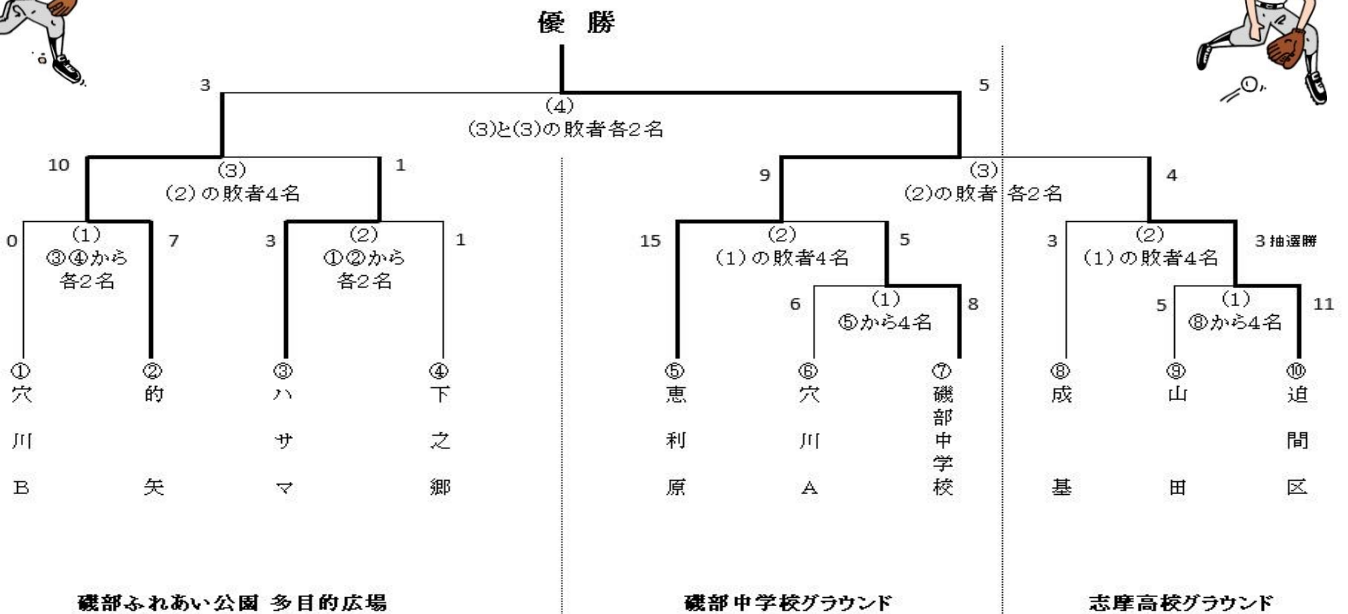 優 勝
3
5
(4)
(3)と(3)の敗者各2名
10
(3)
1
(2)の敗者4名
9
(3)
4
(2)の敗者 各2名
0
(1)
7
③④から
各2名
3
(2)
1
①②から
各2名
15
(2)
5
(1)の敗者4名
3
(2)
3 抽選勝
(1)の敗者4名
6
(1)
8
⑤から4名
5
(1)
11
⑧から4名
①穴川B
②的矢
③ハサマ
④下之郷
⑤恵利原
⑥穴川A
⑦磯部中学校
⑧成基
⑨山田
⑩迫間区
磯部ふれあい公園 多目的広場
磯部中学校グラウンド
志摩高校グラウンド